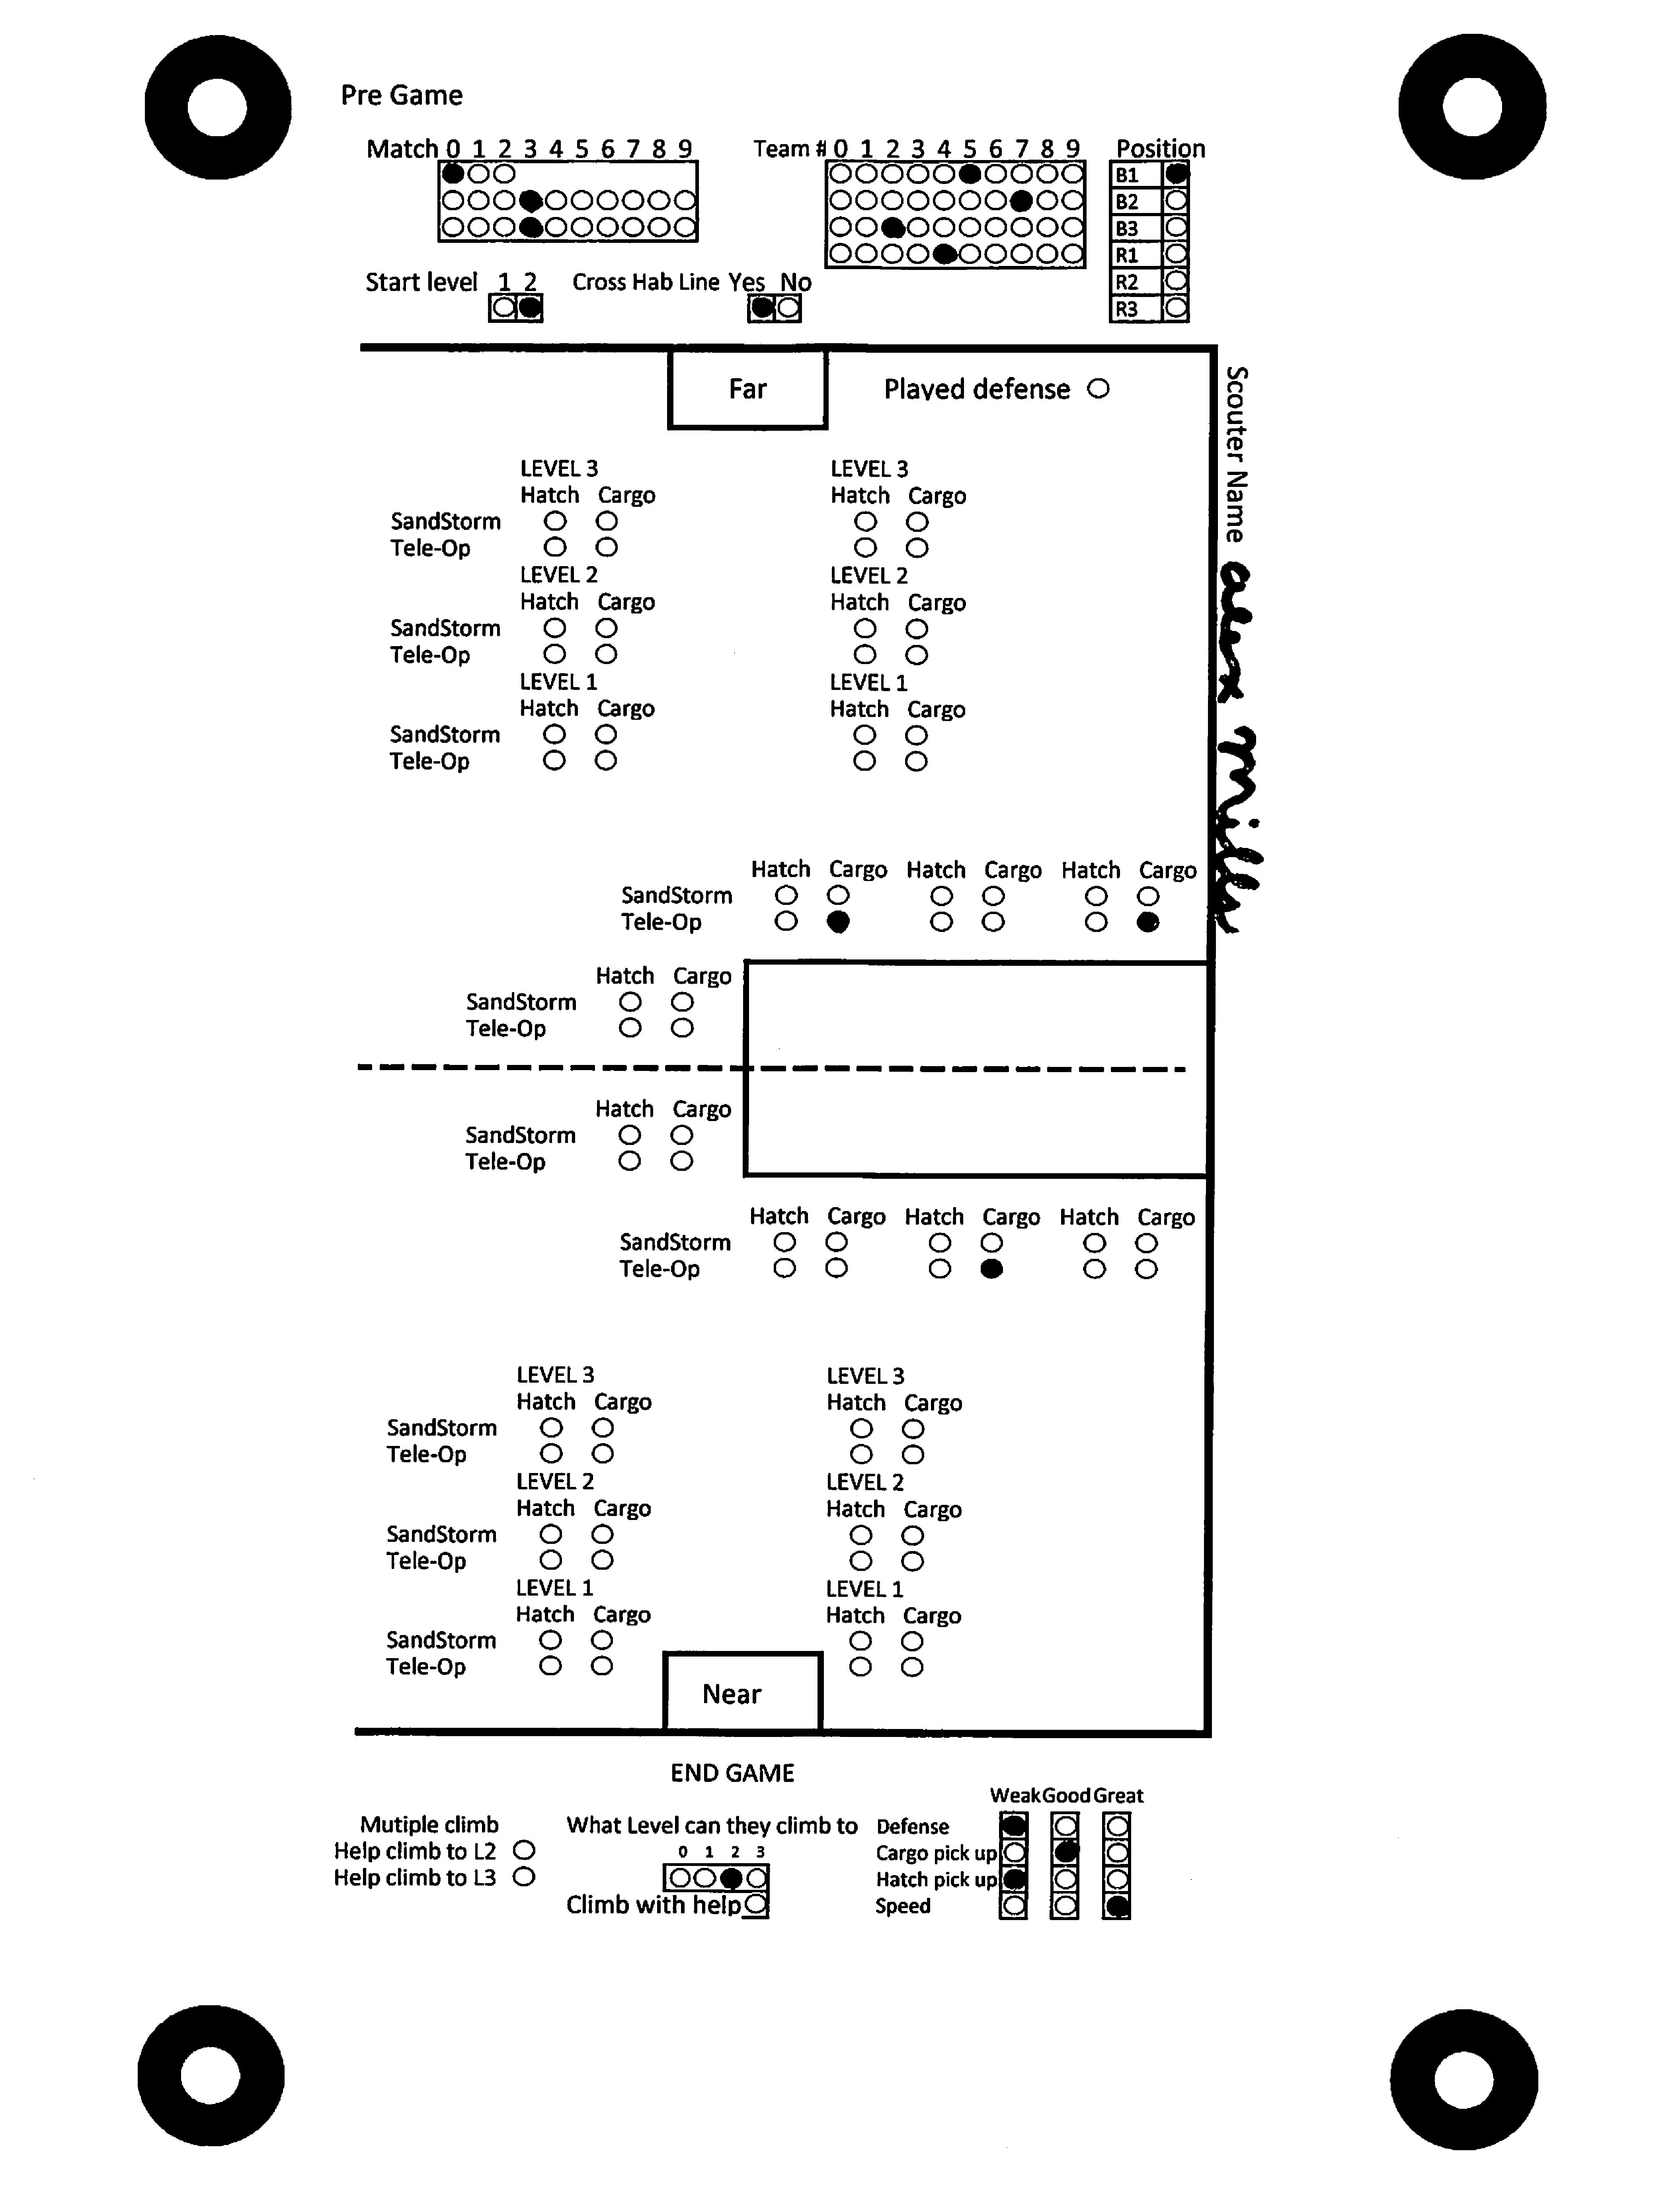 Pre Game
Match 0 1 2 3 4 5 6 7 8 9
Team # 0 1 2 3 4 5 6 7 8 9
Position
B1
B2
B3
R1
R2
R3
Start level 1 2
Cross Hab Line Yes No
Far
Played defense
Scouter Name alex mills
LEVEL 3 LEVEL 3
Hatch Cargo Hatch Cargo
SandStorm
Tele-Op
LEVEL 2 LEVEL 2
Hatch Cargo Hatch Cargo
SandStorm
Tele-Op
LEVEL 1 LEVEL 1
Hatch Cargo Hatch Cargo
SandStorm
Tele-Op
Hatch Cargo Hatch Cargo Hatch Cargo
SandStorm
Tele-Op
Hatch Cargo
SandStorm
Tele-Op
Hatch Cargo
SandStorm
Tele-Op
Hatch Cargo Hatch Cargo Hatch Cargo
SandStorm
Tele-Op
LEVEL 3 LEVEL 3
Hatch Cargo Hatch Cargo
SandStorm
Tele-Op
LEVEL 2 LEVEL 2
Hatch Cargo Hatch Cargo
SandStorm
Tele-Op
LEVEL 1 LEVEL 1
Hatch Cargo Hatch Cargo
SandStorm
Tele-Op
Near
END GAME
Mutiple climb
Help climb to L2
Help climb to L3
What Level can they climb to
0 1 2 3
Climb with help
Weak Good Great
Defense
Cargo pick up
Hatch pick up
Speed